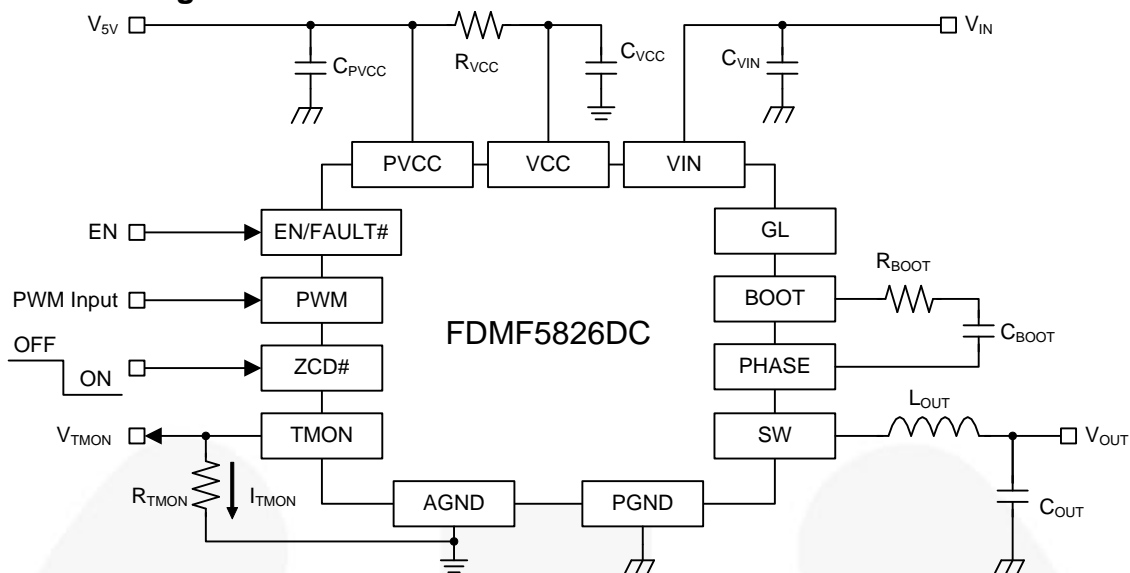 V5V
CPVCC
RVCC
CVCC
CVIN
VIN
PVCC
VCC
VIN
EN
EN/FAULT#
GL
RBOOT
PWM Input
PWM
BOOT
FDMF5826DC
CBOOT
OFF
ON
ZCD#
PHASE
LOUT
VTMON
TMON
SW
VOUT
RTMON
ITMON
AGND
PGND
COUT